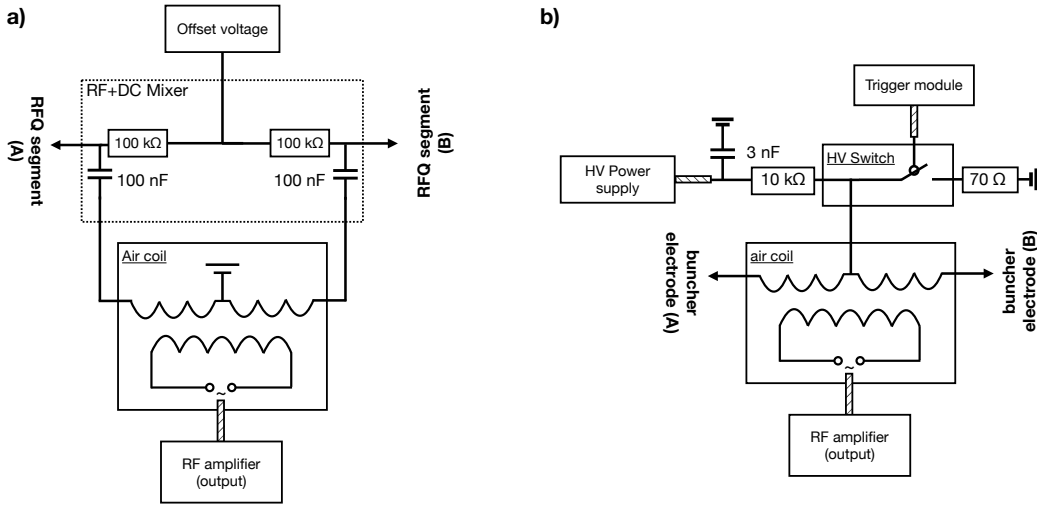 a)
Offset voltage
RF+DC Mixer
RFQ segment
(A)
100 kΩ
100 kΩ
RFQ segment
(B)
100 nF
100 nF
Air coil
~
RF amplifier
(output)
b)
Trigger module
3 nF
HV Switch
HV Power
supply
10 kΩ
70 Ω
buncher
electrode (A)
air coil
buncher
electrode (B)
~
RF amplifier
(output)